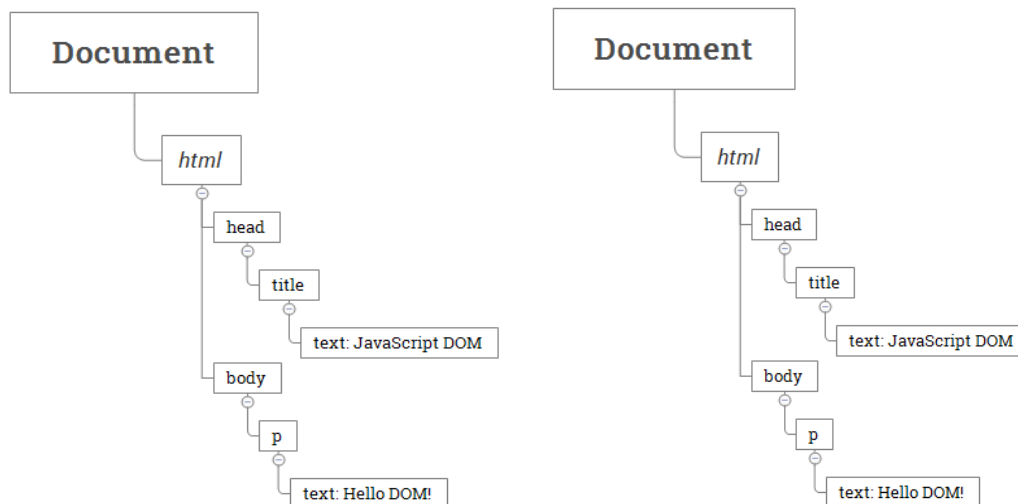 Document
html
head
title
text: JavaScript DOM
body
p
text: Hello DOM!
Document
html
head
title
text: JavaScript DOM
body
p
text: Hello DOM!